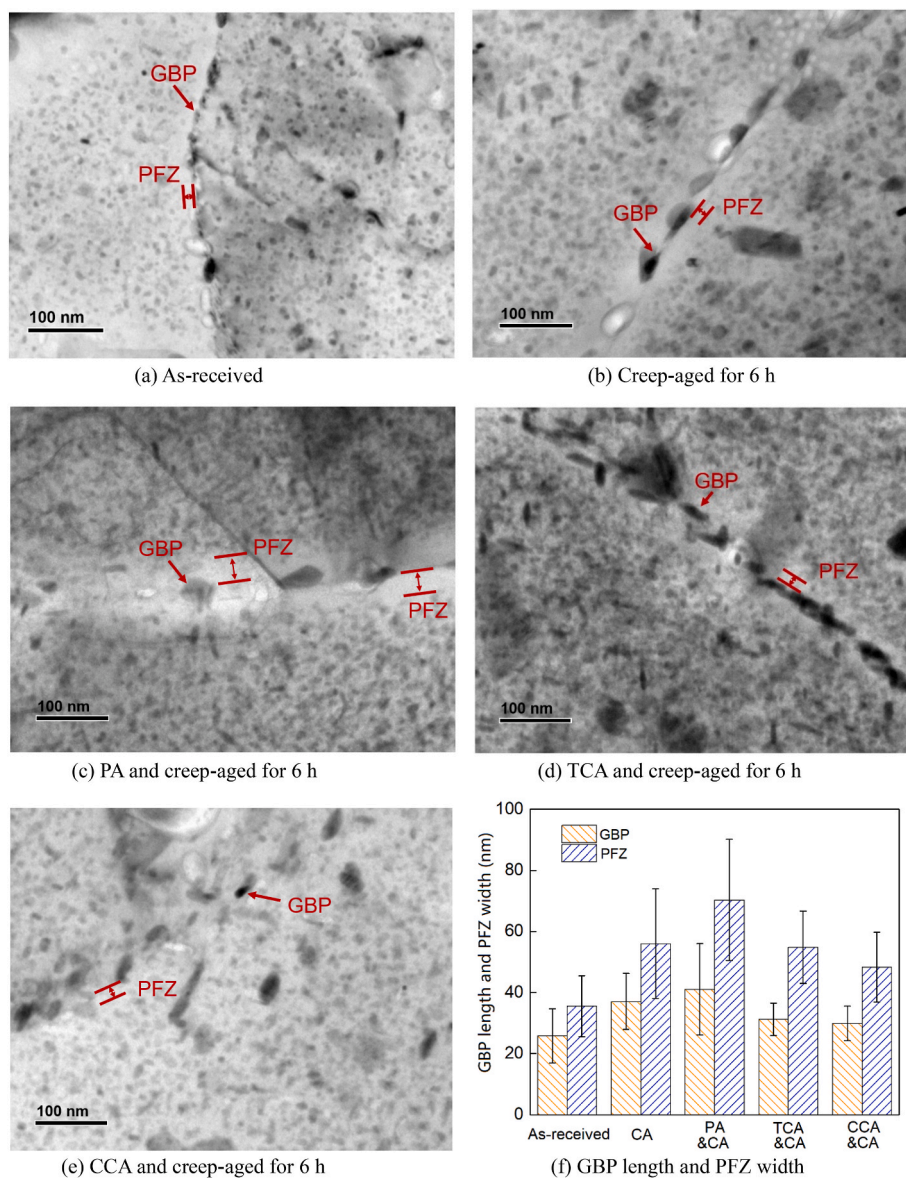 GBP
PFZ
100 nm
(a) As-received
GBP
PFZ
100 nm
(b) Creep-aged for 6 h
GBP
PFZ
PFZ
100 nm
(c) PA and creep-aged for 6 h
GBP
PFZ
100 nm
(d) TCA and creep-aged for 6 h
GBP
PFZ
100 nm
(e) CCA and creep-aged for 6 h
GBP length and PFZ width (nm)
100
80
60
40
20
0
GBP
PFZ
As-received
CA
PA
&CA
TCA
&CA
CCA
&CA
(f) GBP length and PFZ width